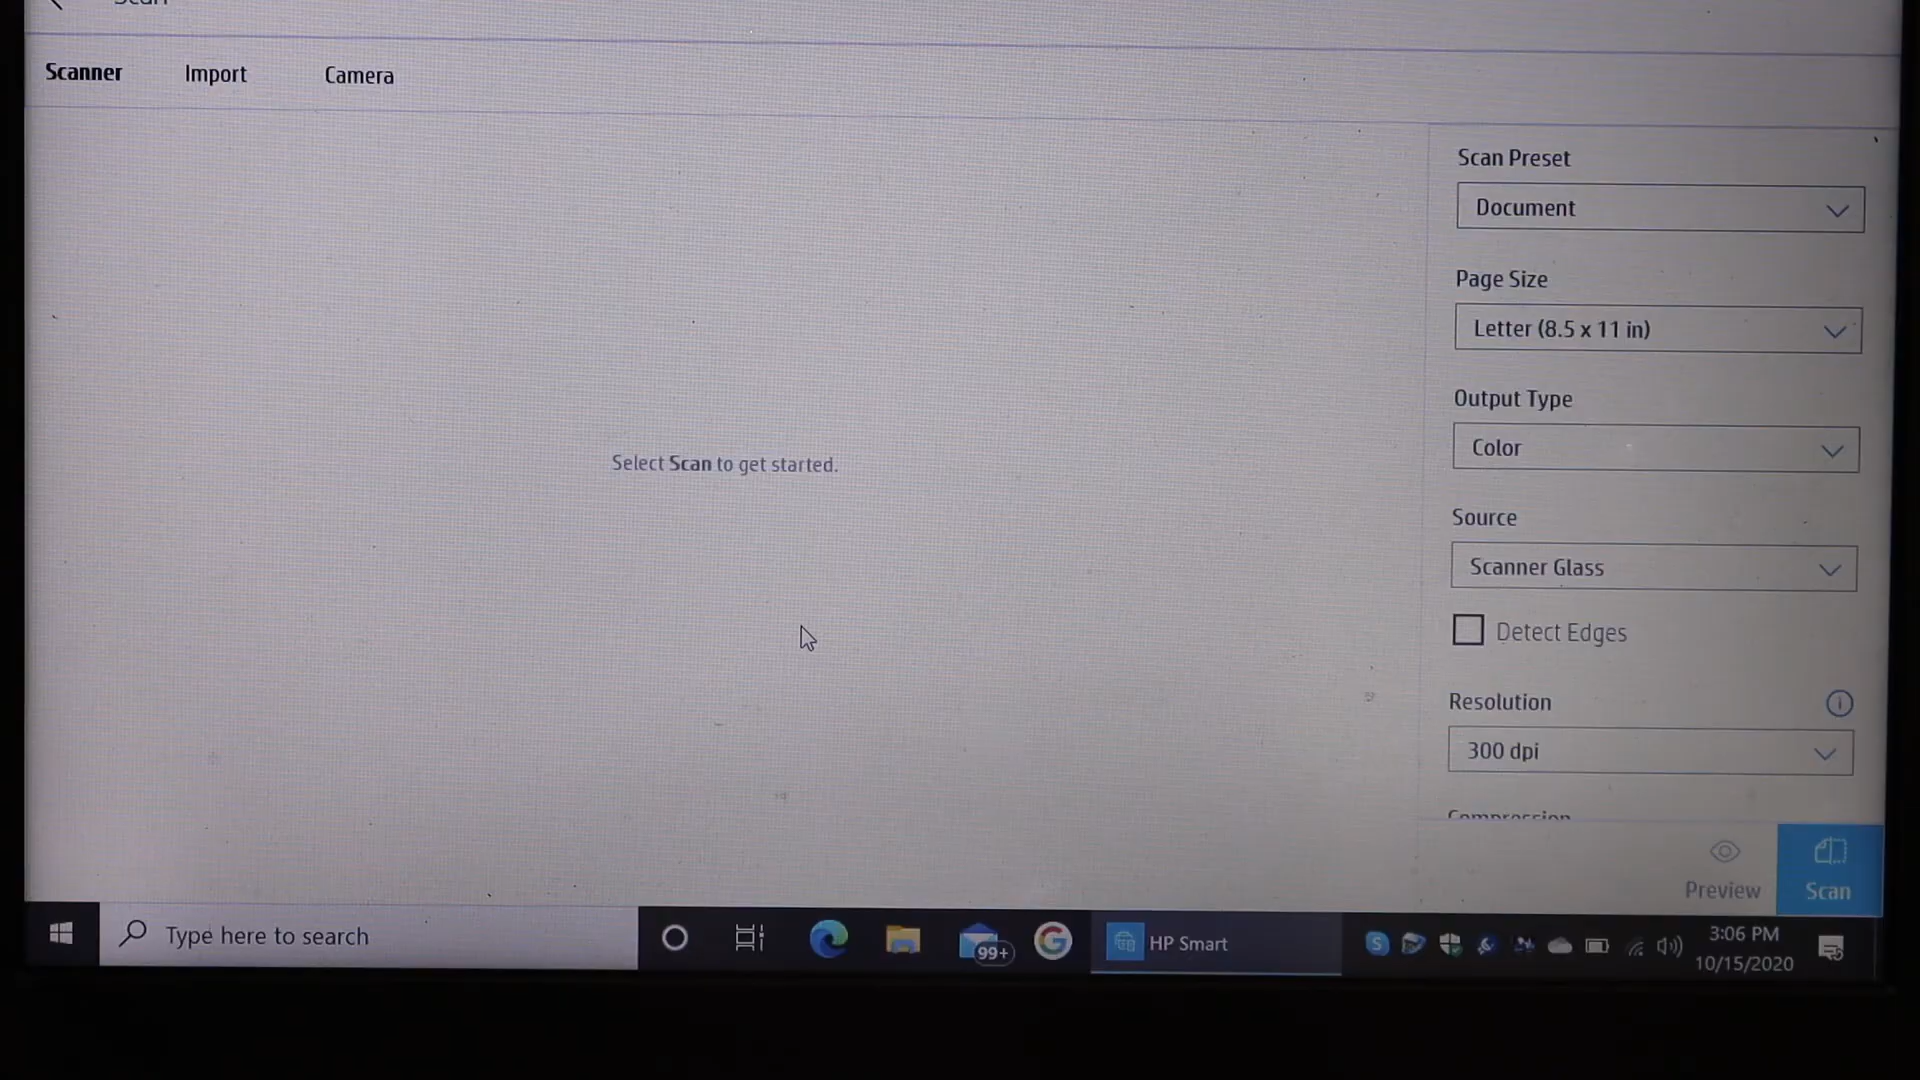 Scan
Scanner
Import
Camera
Scan Preset
Document
Page Size
Letter (8.5 x 11 in)
Output Type
Color
Select Scan to get started.
Source
Scanner Glass
Detect Edges
Resolution
300 dpi
Compression
Preview
Scan
Type here to search
99+
HP Smart
3:06 PM
10/15/2020